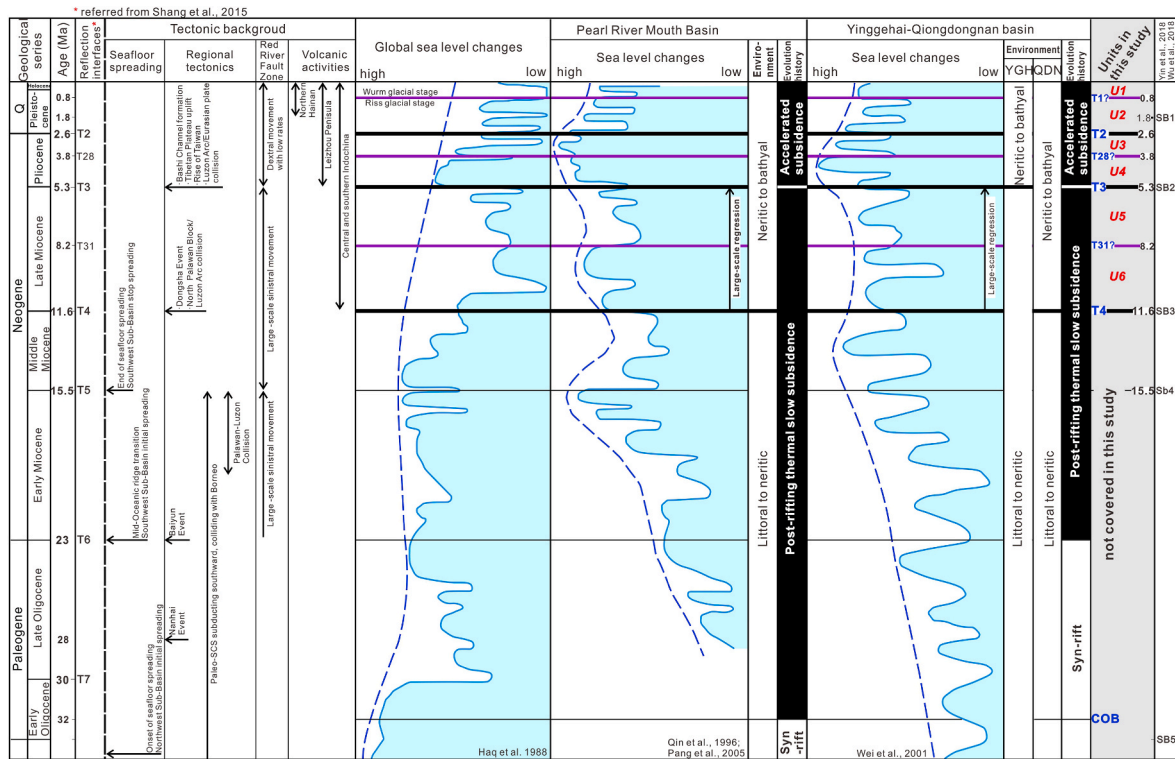 * referred from Shang et al., 2015
Geological series
Age (Ma)
Reflection interfaces*
Tectonic backgroud
Seafloor spreading
Regional tectonics
Red River Fault Zone
Volcanic activities
Global sea level changes
high
low
Pearl River Mouth Basin
Sea level changes
high
low
Enviro-nment
Evolution history
Yinggehai-Qiongdongnan basin
Sea level changes
high
low
Environment
YGH
QDN
Evolution history
Units in this study
Yin et al., 2018
Wu et al., 2018
Q
Holocene
Pleisto-cene
Neogene
Pliocene
Late Miocene
Middle Miocene
Early Miocene
Paleogene
Late Oligocene
Early Oligocene
0.8
1.8
2.6
3.8
5.3
8.2
11.6
15.5
23
28
30
32
T2
T28
T3
T31
T4
T5
T6
T7
End of seafloor spreading
Southwest Sub-Basin stop spreading
Mid-Oceanic ridge transition
Southwest Sub-Basin initial spreading
Onset of seafloor spreading
Northwest Sub-Basin initial spreading
Bashi Channel formation
·Tibetan Plateau uplift
·Rise of Taiwan
·Luzon Arc/Eurasian plate collision
·Dongsha Event
·North Palawan Block/
Luzon Arc collision
Baiyun Event
Nanhai Event
Paleo-SCS subducting southward, colliding with Borneo
Palawan-Luzon Collision
Dextral movement with low rates
Large -scale sinistral movement
Large -scale sinistral movement
Northern Hainan
Leizhou Penisula
Central and southern Indochina
Wurm glacial stage
Riss glacial stage
Haq et al. 1988
Large-scale regression
Qin et al., 1996;
Pang et al., 2005
Neritic to bathyal
Littoral to neritic
Accelerated subsidence
Post-rifting thermal slow subsidence
Syn -rift
Large-scale regression
Wei et al., 2001
Neritic to bathyal
Littoral to neritic
Neritic to bathyal
Littoral to neritic
Accelerated subsidence
Post-rifting thermal slow subsidence
Syn-rift
U1
T1?
0.8
U2
1.8
SB1
T2
2.6
U3
T28?
3.8
U4
T3
5.3
SB2
U5
T31?
8.2
U6
T4
11.6
SB3
15.5
Sb4
not covered in this study
COB
SB5